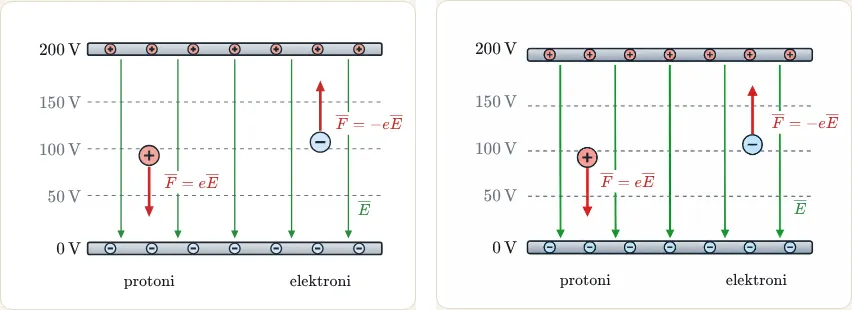 200 V
150 V
F̅ = −eE̅
100 V
F̅ = eE̅
50 V
E̅
0 V
protoni
elektroni
200 V
150 V
F̅ = −eE̅
100 V
F̅ = eE̅
50 V
E̅
0 V
protoni
elektroni